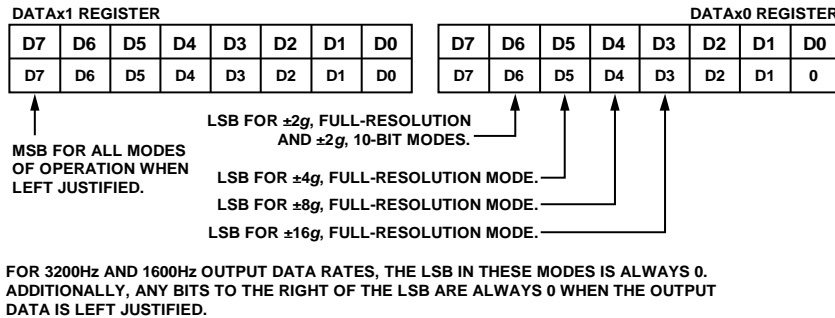 DATAx1 REGISTER
DATAx0 REGISTER
D7 D6 D5 D4 D3 D2 D1 D0
D7 D6 D5 D4 D3 D2 D1 D0
D7 D6 D5 D4 D3 D2 D1 D0
D7 D6 D5 D4 D3 D2 D1 0
MSB FOR ALL MODES
OF OPERATION WHEN
LEFT JUSTIFIED.
LSB FOR ±2g, FULL-RESOLUTION
AND ±2g, 10-BIT MODES.
LSB FOR ±4g, FULL-RESOLUTION MODE.
LSB FOR ±8g, FULL-RESOLUTION MODE.
LSB FOR ±16g, FULL-RESOLUTION MODE.
FOR 3200Hz AND 1600Hz OUTPUT DATA RATES, THE LSB IN THESE MODES IS ALWAYS 0.
ADDITIONALLY, ANY BITS TO THE RIGHT OF THE LSB ARE ALWAYS 0 WHEN THE OUTPUT
DATA IS LEFT JUSTIFIED.